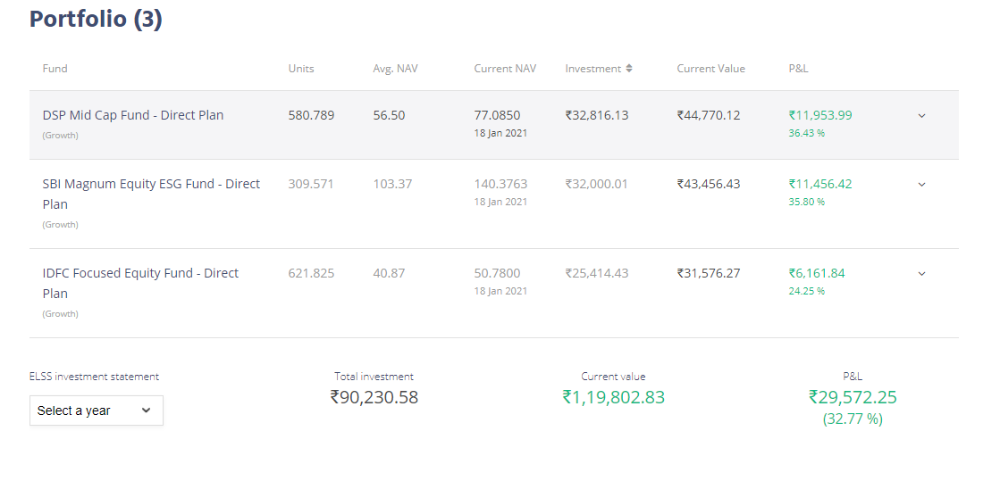 Portfolio (3)
Fund Units Avg. NAV Current NAV Investment Current Value P&L
DSP Mid Cap Fund - Direct Plan 580.789 56.50 77.0850 ₹32,816.13 ₹44,770.12 ₹11,953.99
(Growth) 18 Jan 2021 36.43 %
SBI Magnum Equity ESG Fund - Direct 309.571 103.37 140.3763 ₹32,000.01 ₹43,456.43 ₹11,456.42
Plan 18 Jan 2021 35.80 %
(Growth)
IDFC Focused Equity Fund - Direct 621.825 40.87 50.7800 ₹25,414.43 ₹31,576.27 ₹6,161.84
Plan 18 Jan 2021 24.25 %
(Growth)
ELSS investment statement Total investment Current value P&L
Select a year ₹90,230.58 ₹1,19,802.83 ₹29,572.25
(32.77 %)